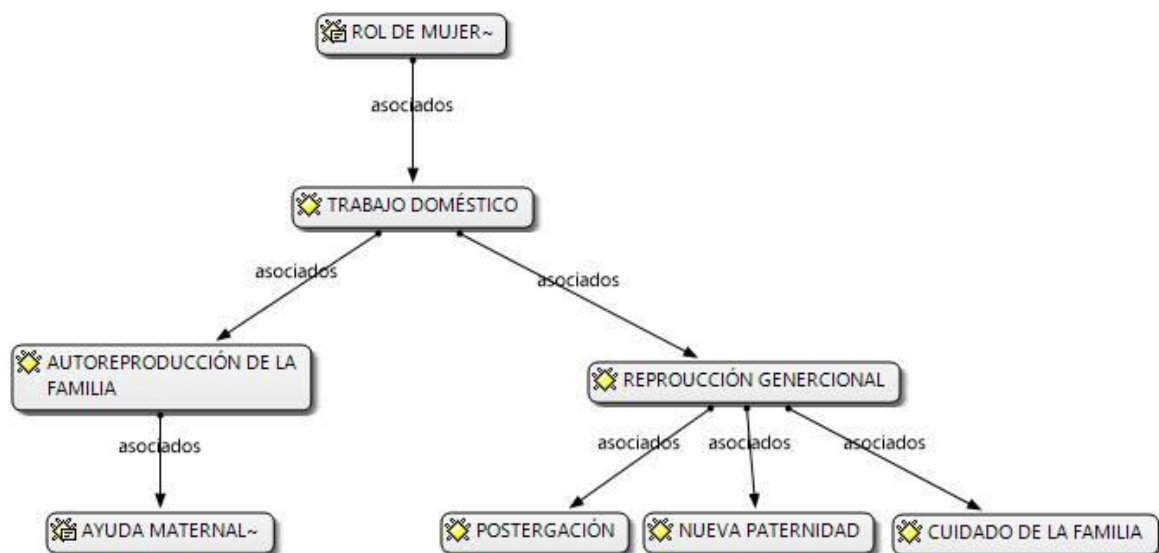 ROL DE MUJER~
asociados
TRABAJO DOMÉSTICO
asociados
asociados
AUTOREPRODUCCIÓN DE LA
FAMILIA
REPROUCCIÓN GENERCIONAL
asociados
asociados
asociados
asociados
AYUDA MATERNAL~
POSTERGACIÓN
NUEVA PATERNIDAD
CUIDADO DE LA FAMILIA